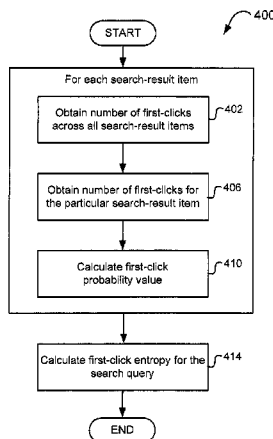 START
400
For each search-result item
Obtain number of first-clicks
across all search-result items
402
Obtain number of first-clicks for
the particular search-result item
406
Calculate first-click
probability value
410
Calculate first-click entropy for the
search query
414
END